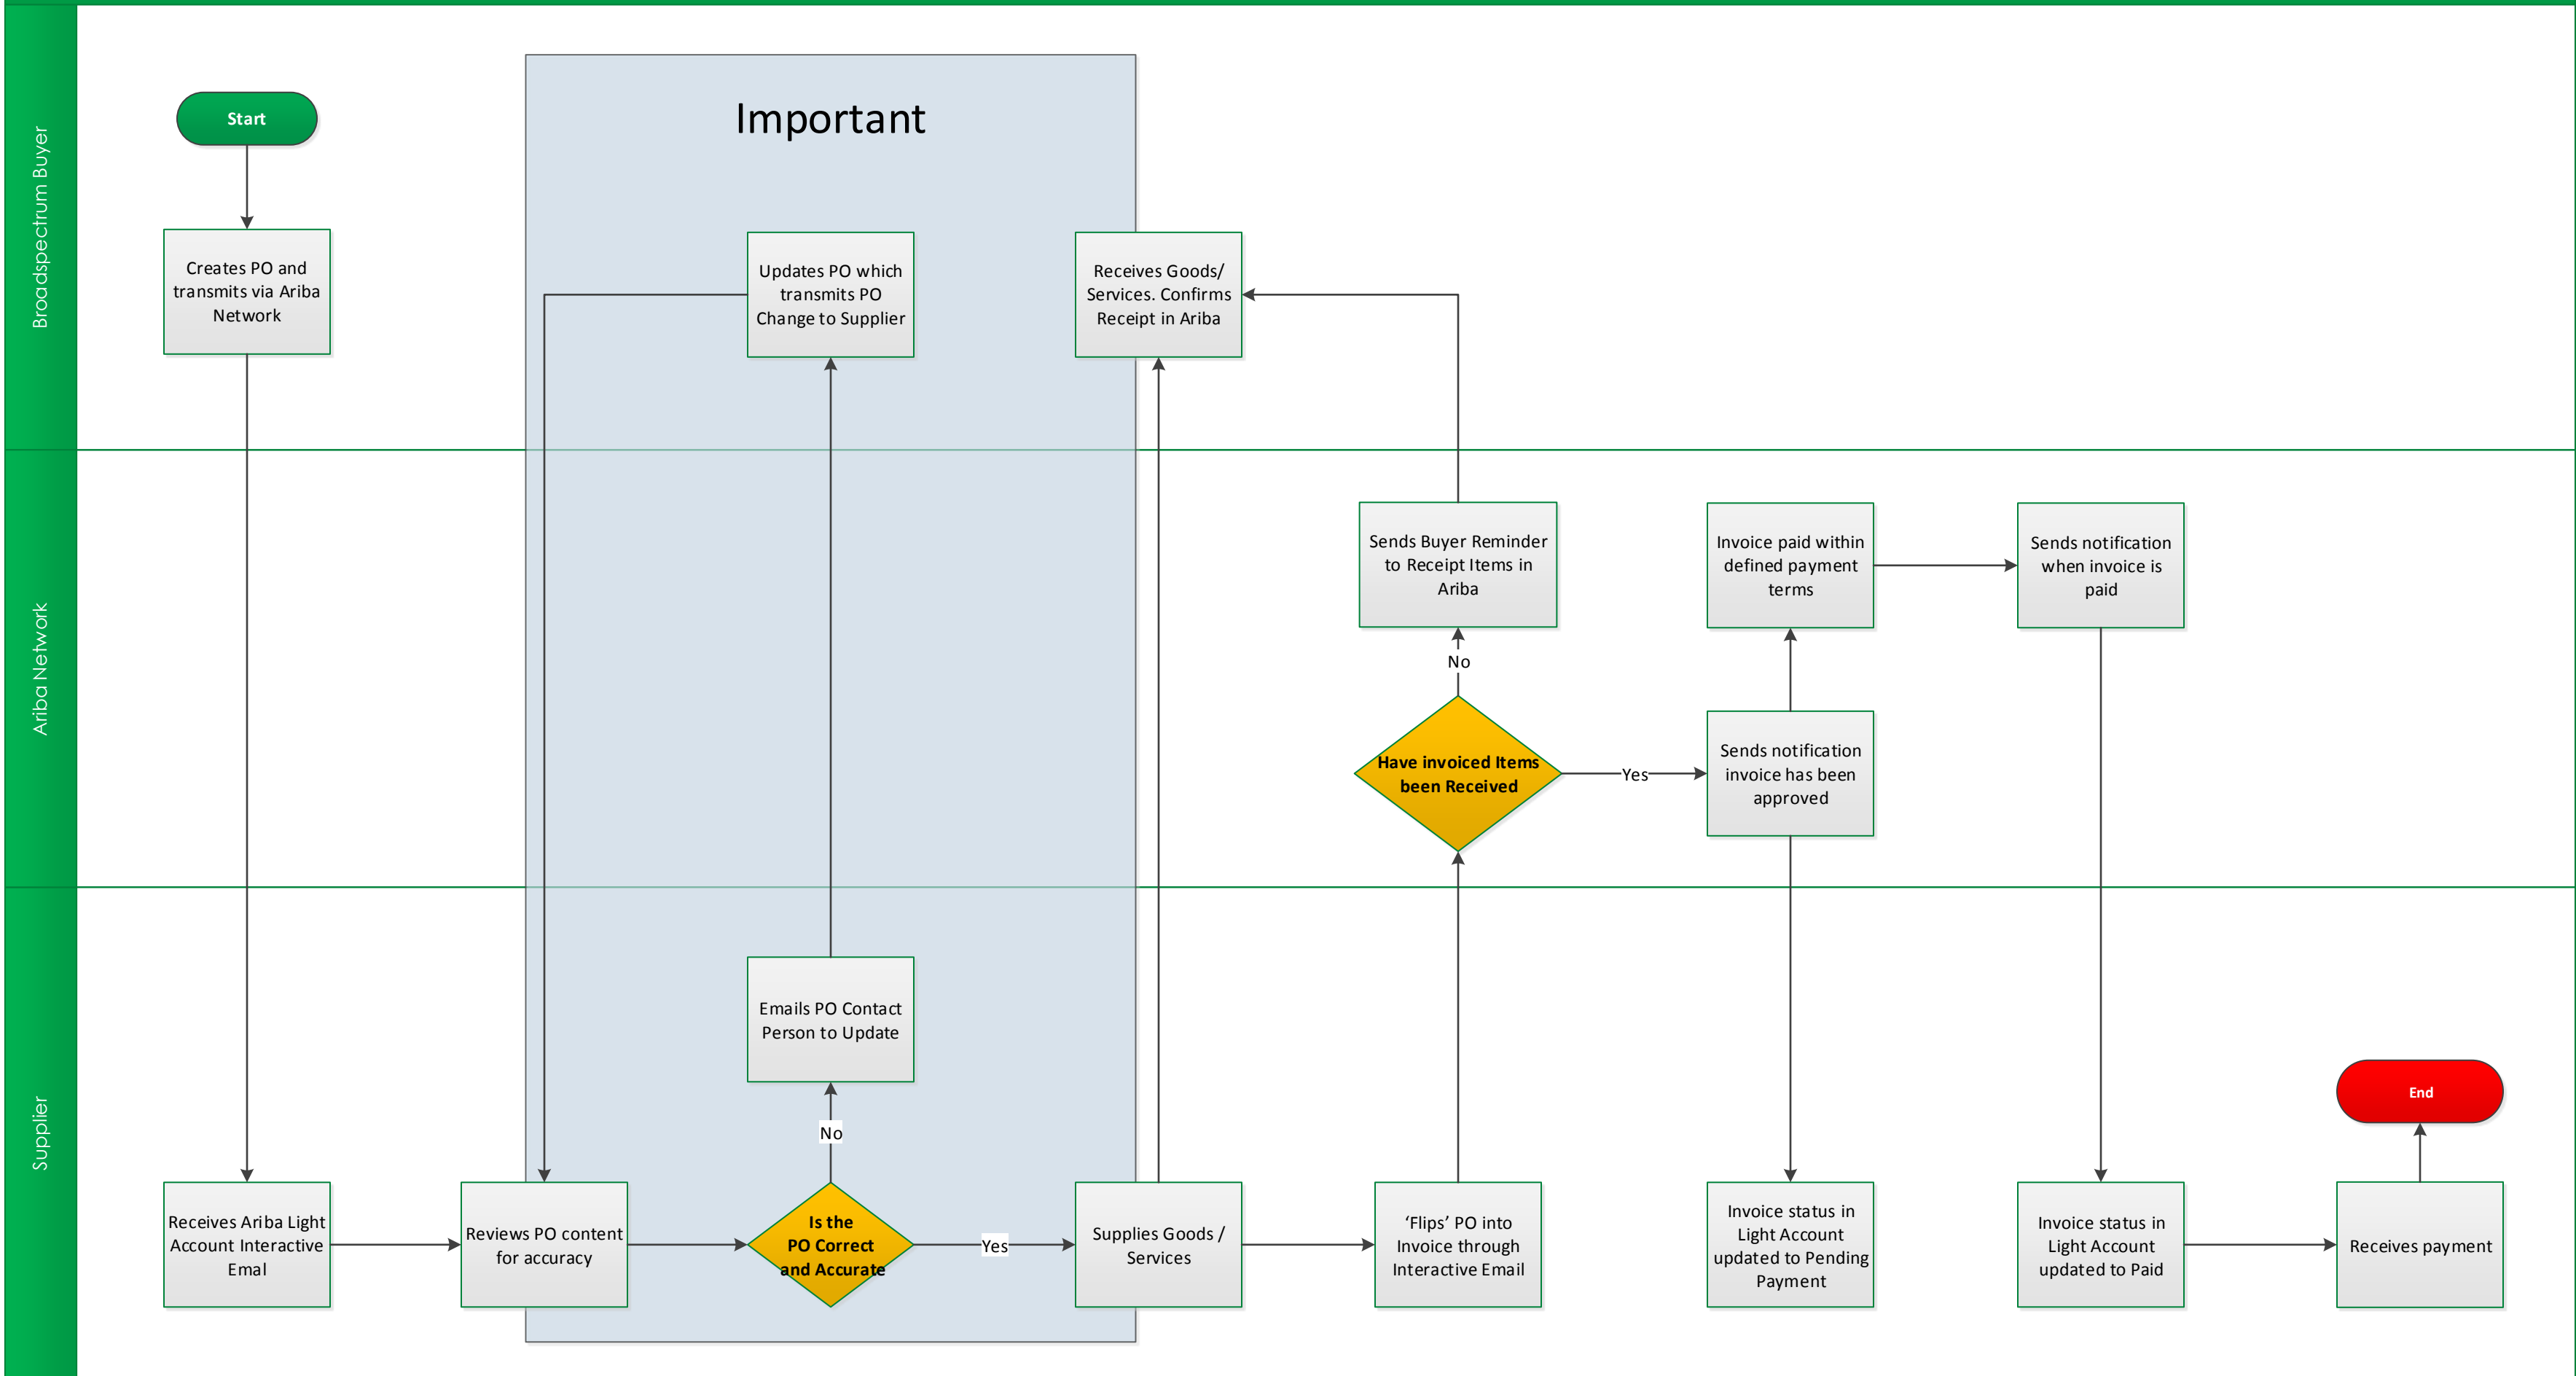 Broadspectrum Buyer
Start
Important
Creates PO and
transmits via Ariba
Network
Updates PO which
transmits PO
Change to Supplier
Receives Goods/
Services. Confirms
Receipt in Ariba
Ariba Network
Sends Buyer Reminder
to Receipt Items in
Ariba
Invoice paid within
defined payment
terms
Sends notification
when invoice is
paid
No
Have invoiced Items
been Received
Yes
Sends notification
invoice has been
approved
Supplier
Emails PO Contact
Person to Update
End
No
Receives Ariba Light
Account Interactive
Emal
Reviews PO content
for accuracy
Is the
PO Correct
and Accurate
Yes
Supplies Goods /
Services
‘Flips’ PO into
Invoice through
Interactive Email
Invoice status in
Light Account
updated to Pending
Payment
Invoice status in
Light Account
updated to Paid
Receives payment